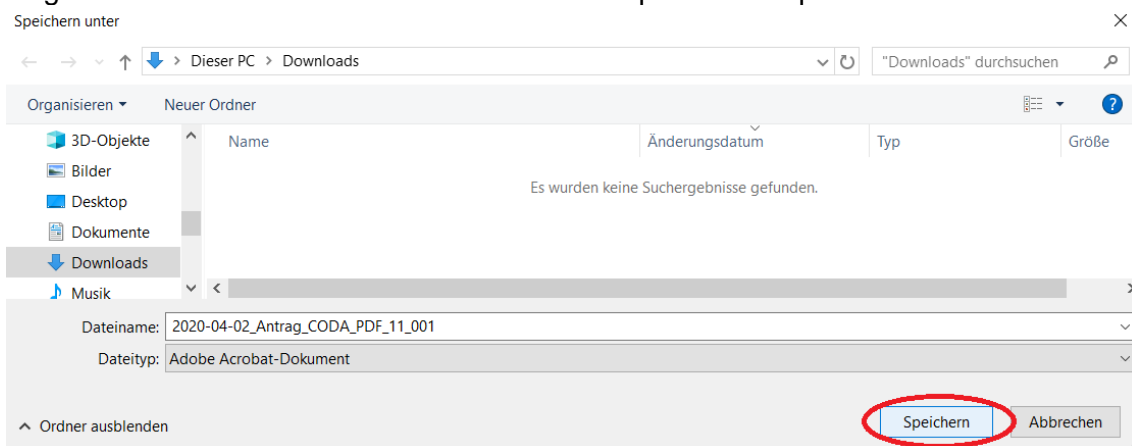 Speichern unter
Dieser PC > Downloads
"Downloads" durchsuchen
Organisieren
Neuer Ordner
Name
Änderungsdatum
Typ
Größe
3D-Objekte
Bilder
Desktop
Dokumente
Downloads
Musik
Es wurden keine Suchergebnisse gefunden.
Dateiname: 2020-04-02_Antrag_CODA_PDF_11_001
Dateityp: Adobe Acrobat-Dokument
Ordner ausblenden
Speichern
Abbrechen